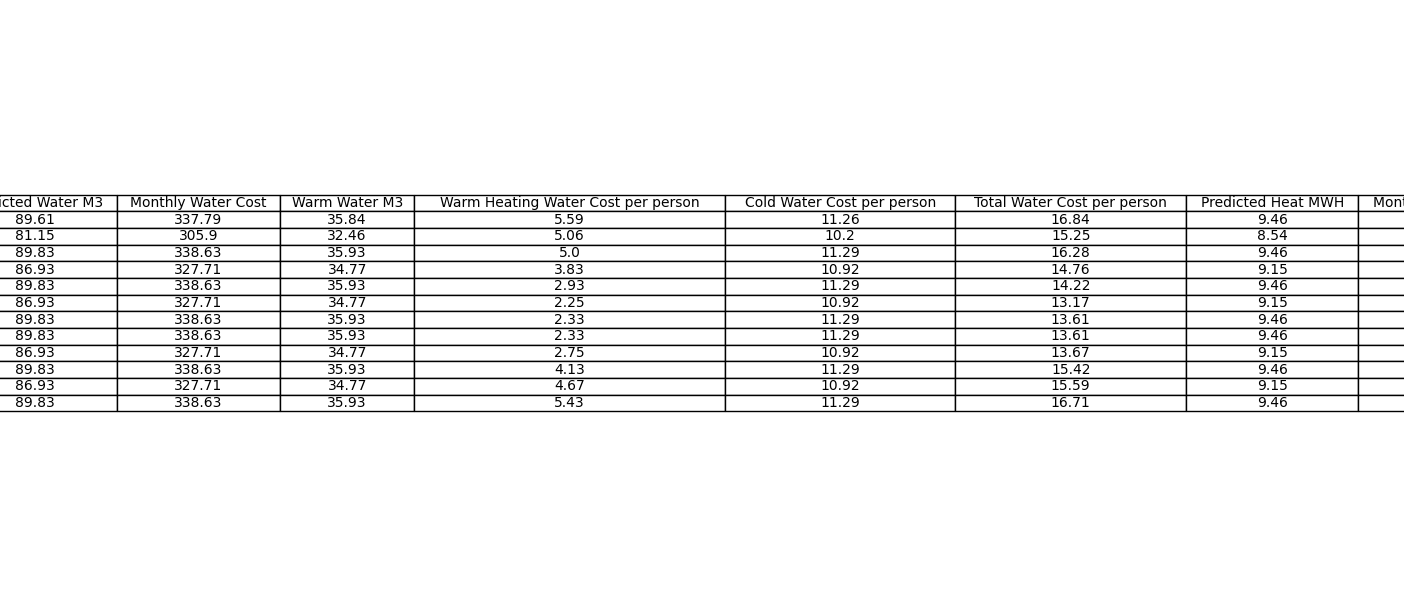 icted Water M3 Monthly Water Cost Warm Water M3 Warm Heating Water Cost per person Cold Water Cost per person Total Water Cost per person Predicted Heat MWH Mont
89.61 337.79 35.84 5.59 11.26 16.84 9.46
81.15 305.9 32.46 5.06 10.2 15.25 8.54
89.83 338.63 35.93 5.0 11.29 16.28 9.46
86.93 327.71 34.77 3.83 10.92 14.76 9.15
89.83 338.63 35.93 2.93 11.29 14.22 9.46
86.93 327.71 34.77 2.25 10.92 13.17 9.15
89.83 338.63 35.93 2.33 11.29 13.61 9.46
89.83 338.63 35.93 2.33 11.29 13.61 9.46
86.93 327.71 34.77 2.75 10.92 13.67 9.15
89.83 338.63 35.93 4.13 11.29 15.42 9.46
86.93 327.71 34.77 4.67 10.92 15.59 9.15
89.83 338.63 35.93 5.43 11.29 16.71 9.46